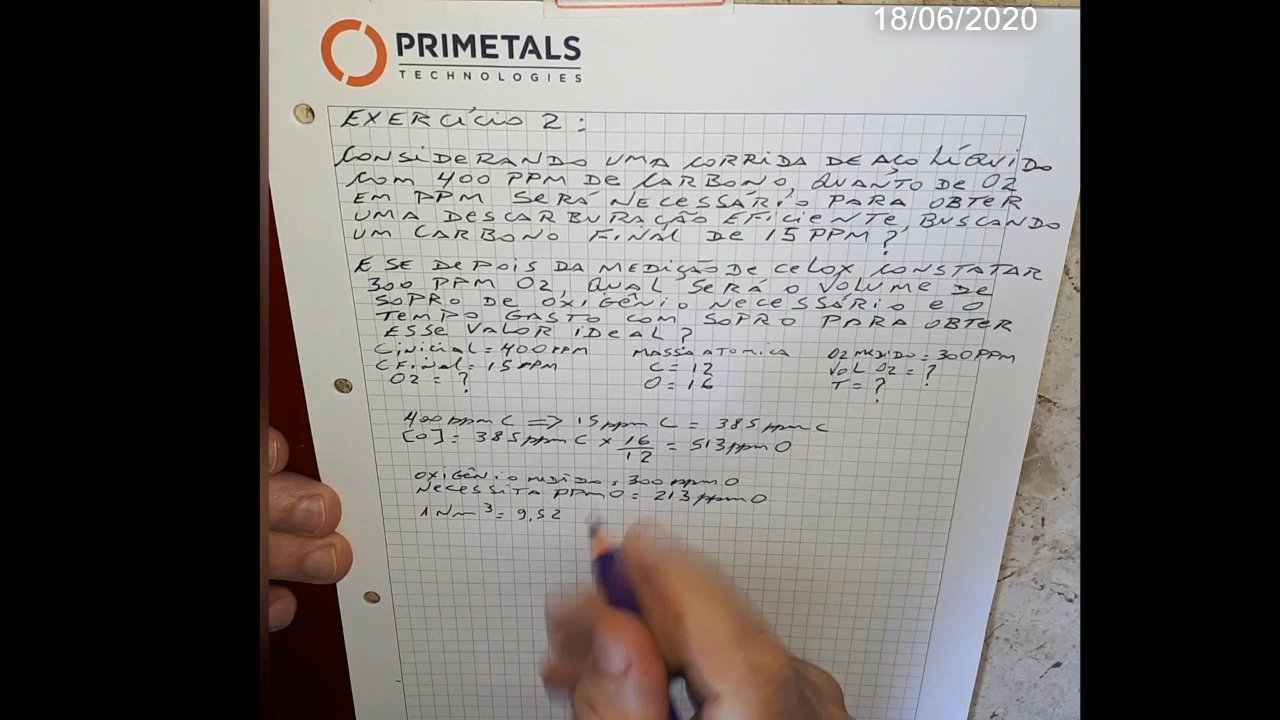 18/06/2020
PRIMETALS
TECHNOLOGIES
EXERCÍCIO 2:
CONSIDERANDO UMA CORRIDA DE AÇO LÍQUIDO
COM 400 PPM DE CARBONO, QUANTO DE O2
EM PPM SERÁ NECESSÁRIO PARA OBTER
UMA DESCARBURAÇÃO EFICIENTE, BUSCANDO
UM CARBONO FINAL DE 15 PPM?
E SE DEPOIS DA MEDIÇÃO DE CELOX CONSTATAR
300 PPM O2, QUAL SERÁ O VOLUME DE
SOPRO DE OXIGÊNIO NECESSÁRIO E O
TEMPO GASTO COM SOPRO PARA OBTER
ESSE VALOR IDEAL?
C INICIAL = 400 PPM MASSA ATOMICA O2 MEDIDO = 300 PPM
C FINAL = 15 PPM C = 12 VOL O2 = ?
O2 = ? O = 16 T = ?
400 ppm C => 15 ppm C = 385 ppm C
[O] = 385 ppm C × 16/12 = 513 ppm O
OXIGÊNIO MEDIDO = 300 ppm O
NECESSITA PPM O = 213 ppm O
1 Nm³ = 9,52